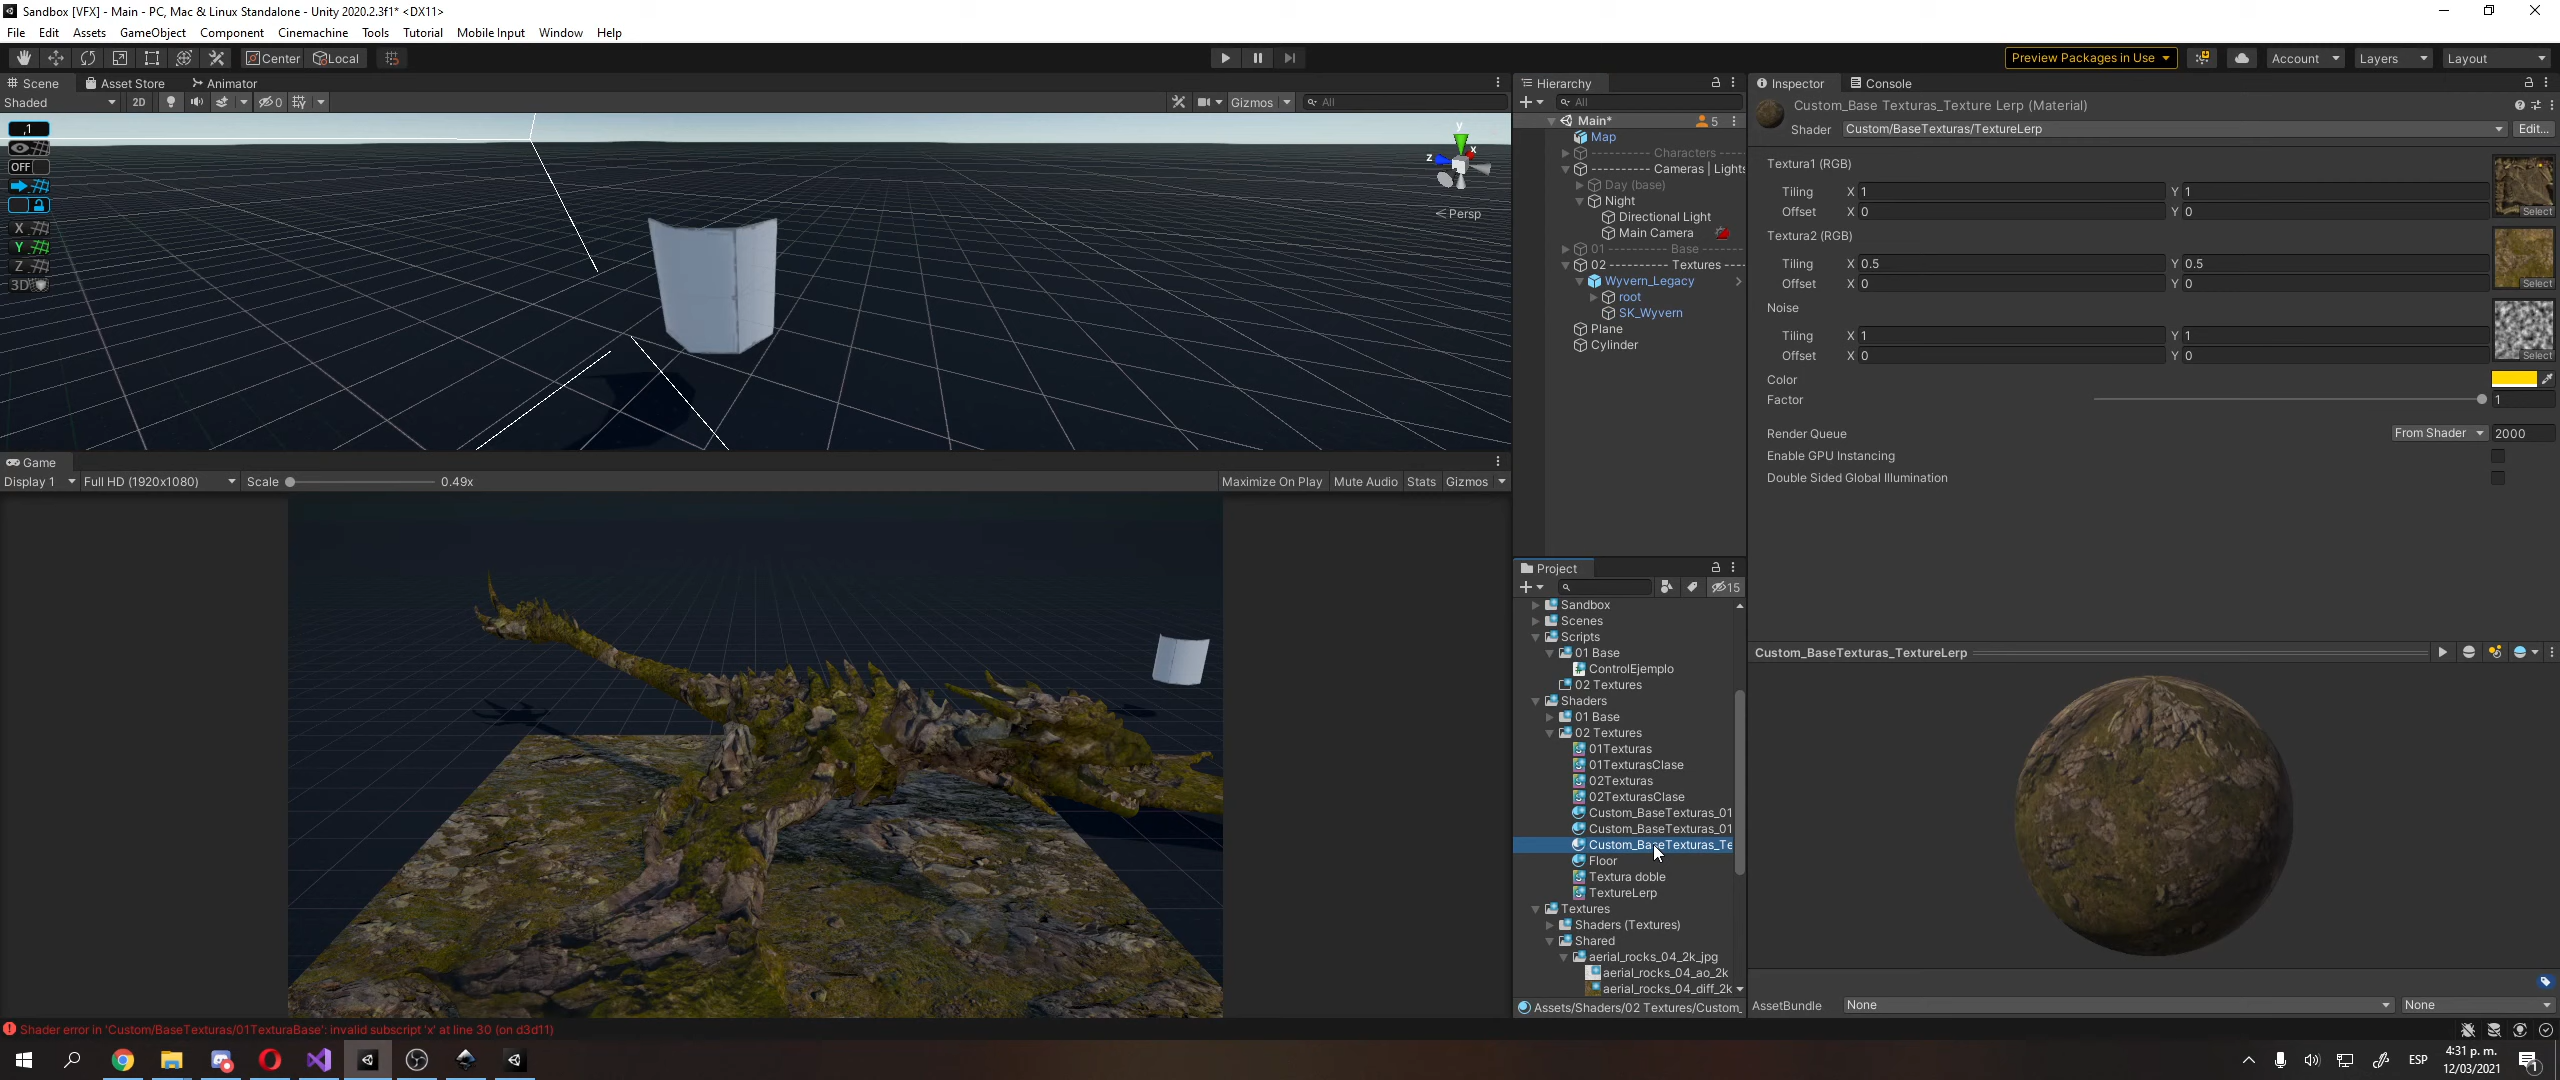 Sandbox [VFX] - Main - PC, Mac & Linux Standalone - Unity 2020.2.3f1* <DX11>
File Edit Assets GameObject Component Cinemachine Tools Tutorial Mobile Input Window Help
Center Local
Preview Packages in Use Account Layers Layout
Scene Asset Store Animator
Shaded 2D 0 Gizmos All
,1
OFF
X
Y
Z
3D
y
x
z
Persp
Game
Display 1 Full HD (1920x1080) Scale 0.49x Maximize On Play Mute Audio Stats Gizmos
Hierarchy
All
Main* 5
Map
---------- Characters ----
---------- Cameras | Lights
Day (base)
Night
Directional Light
Main Camera
01 ---------- Base -------
02 ---------- Textures ----
Wyvern_Legacy
root
SK_Wyvern
Plane
Cylinder
Project
15
Sandbox
Scenes
Scripts
01 Base
ControlEjemplo
02 Textures
Shaders
01 Base
02 Textures
01Texturas
01TexturasClase
02Texturas
02TexturasClase
Custom_BaseTexturas_01
Custom_BaseTexturas_01
Custom_BaseTexturas_Te
Floor
Textura doble
TextureLerp
Textures
Shaders (Textures)
Shared
aerial_rocks_04_2k_jpg
aerial_rocks_04_ao_2k
aerial_rocks_04_diff_2k
Assets/Shaders/02 Textures/Custom_
Inspector Console
Custom_Base Texturas_Texture Lerp (Material)
Shader Custom/BaseTexturas/TextureLerp Edit...
Textura1 (RGB)
Tiling X 1 Y 1
Offset X 0 Y 0 Select
Textura2 (RGB)
Tiling X 0.5 Y 0.5
Offset X 0 Y 0 Select
Noise
Tiling X 1 Y 1
Offset X 0 Y 0 Select
Color
Factor 1
Render Queue From Shader 2000
Enable GPU Instancing
Double Sided Global Illumination
Custom_BaseTexturas_TextureLerp
AssetBundle None None
Shader error in 'Custom/BaseTexturas/01TexturaBase': invalid subscript 'x' at line 30 (on d3d11)
ESP 4:31 p. m.
12/03/2021
1